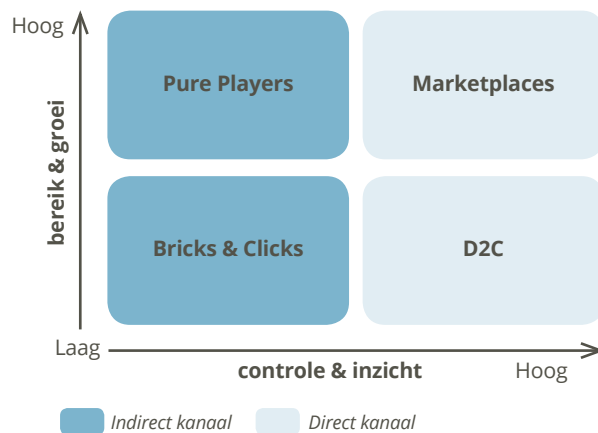 Hoog
Pure Players
Marketplaces
bereik & groei
Bricks & Clicks
D2C
Laag
controle & inzicht
Hoog
Indirect kanaal
Direct kanaal